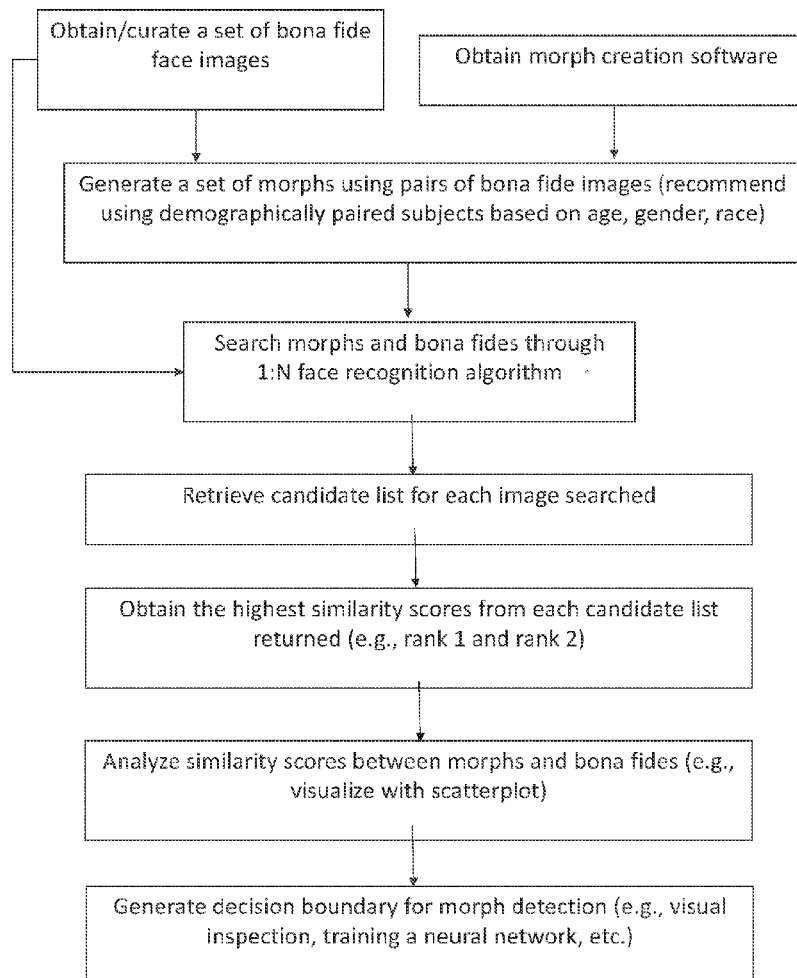 Obtain/curate a set of bona fide
face images
Obtain morph creation software
Generate a set of morphs using pairs of bona fide images (recommend
using demographically paired subjects based on age, gender, race)
Search morphs and bona fides through
1:N face recognition algorithm
Retrieve candidate list for each image searched
Obtain the highest similarity scores from each candidate list
returned (e.g., rank 1 and rank 2)
Analyze similarity scores between morphs and bona fides (e.g.,
visualize with scatterplot)
Generate decision boundary for morph detection (e.g., visual
inspection, training a neural network, etc.)